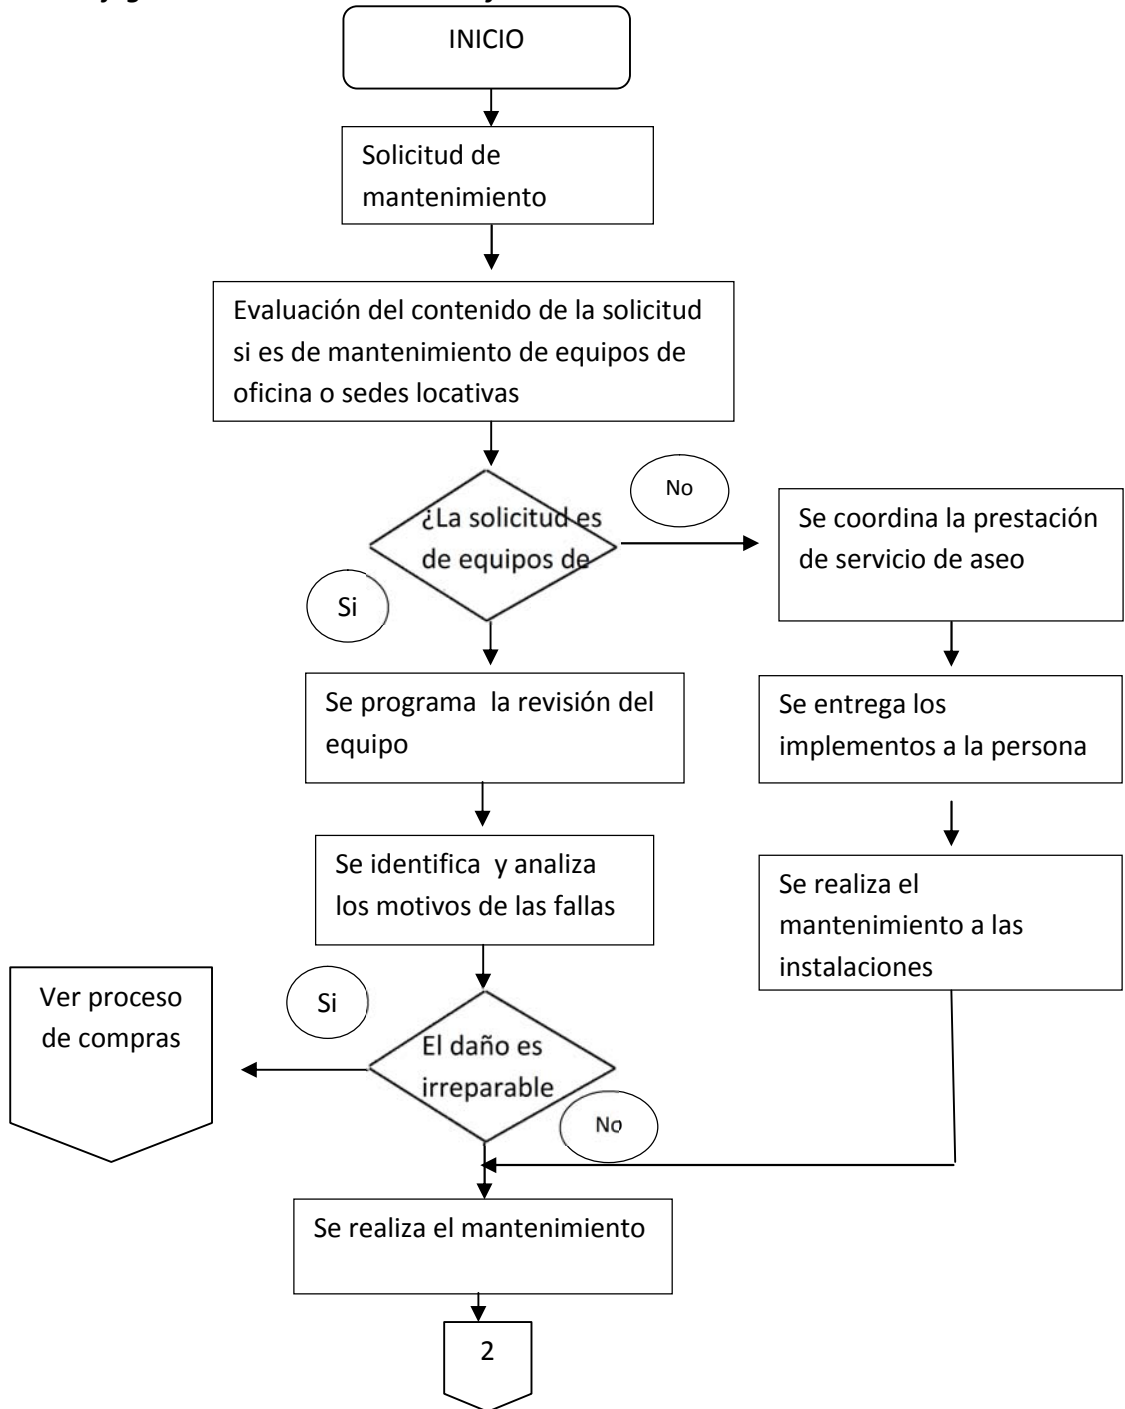 INICIO
Solicitud de
mantenimiento
Evaluación del contenido de la solicitud
si es de mantenimiento de equipos de
oficina o sedes locativas
¿La solicitud es
de equipos de
No
Si
Se coordina la prestación
de servicio de aseo
Se programa  la revisión del
equipo
Se entrega los
implementos a la persona
Se identifica  y analiza
los motivos de las fallas
Se realiza el
mantenimiento a las
instalaciones
Ver proceso
de compras
Si
El daño es
irreparable
No
Se realiza el mantenimiento
2